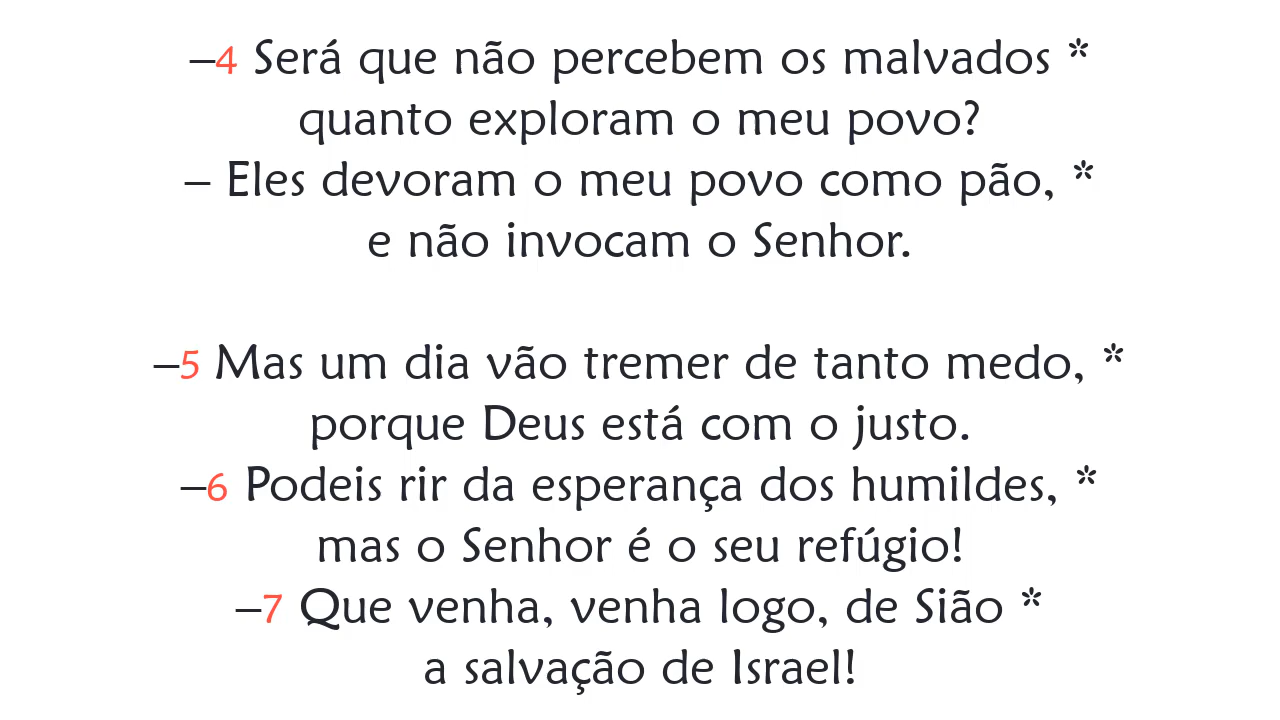 –4 Será que não percebem os malvados *
quanto exploram o meu povo?
– Eles devoram o meu povo como pão, *
e não invocam o Senhor.
–5 Mas um dia vão tremer de tanto medo, *
porque Deus está com o justo.
–6 Podeis rir da esperança dos humildes, *
mas o Senhor é o seu refúgio!
–7 Que venha, venha logo, de Sião *
a salvação de Israel!